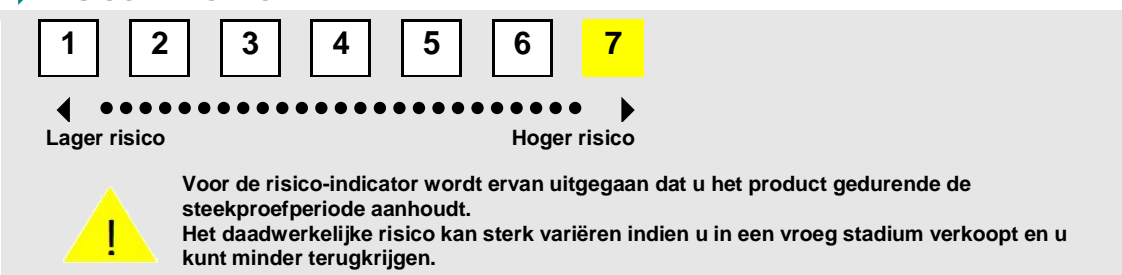 1 2 3 4 5 6 7
Lager risico Hoger risico
!
Voor de risico-indicator wordt ervan uitgegaan dat u het product gedurende de
steekproefperiode aanhoudt.
Het daadwerkelijke risico kan sterk variëren indien u in een vroeg stadium verkoopt en u
kunt minder terugkrijgen.